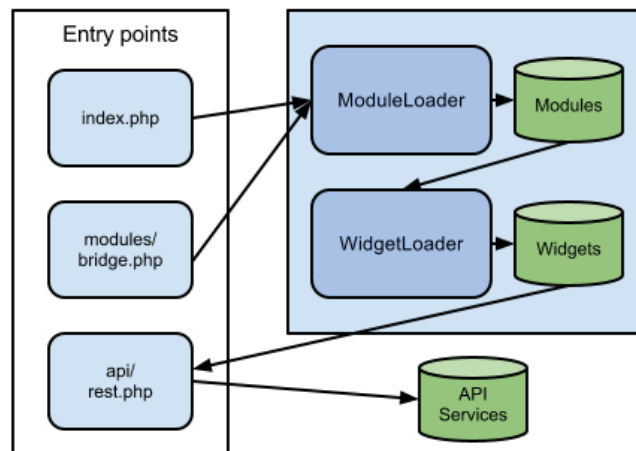 Entry points
index.php
modules/
bridge.php
api/
rest.php
ModuleLoader
Modules
WidgetLoader
Widgets
API
Services